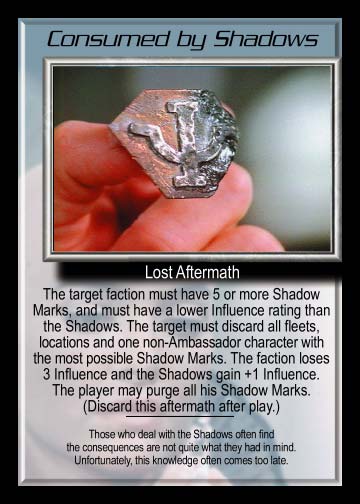 Consumed by Shadows
Lost Aftermath
The target faction must have 5 or more Shadow
Marks, and must have a lower Influence rating than
the Shadows. The target must discard all fleets,
locations and one non-Ambassador character with
the most possible Shadow Marks. The faction loses
3 Influence and the Shadows gain +1 Influence.
The player may purge all his Shadow Marks.
(Discard this aftermath after play.)
Those who deal with the Shadows often find
the consequences are not quite what they had in mind.
Unfortunately, this knowledge often comes too late.